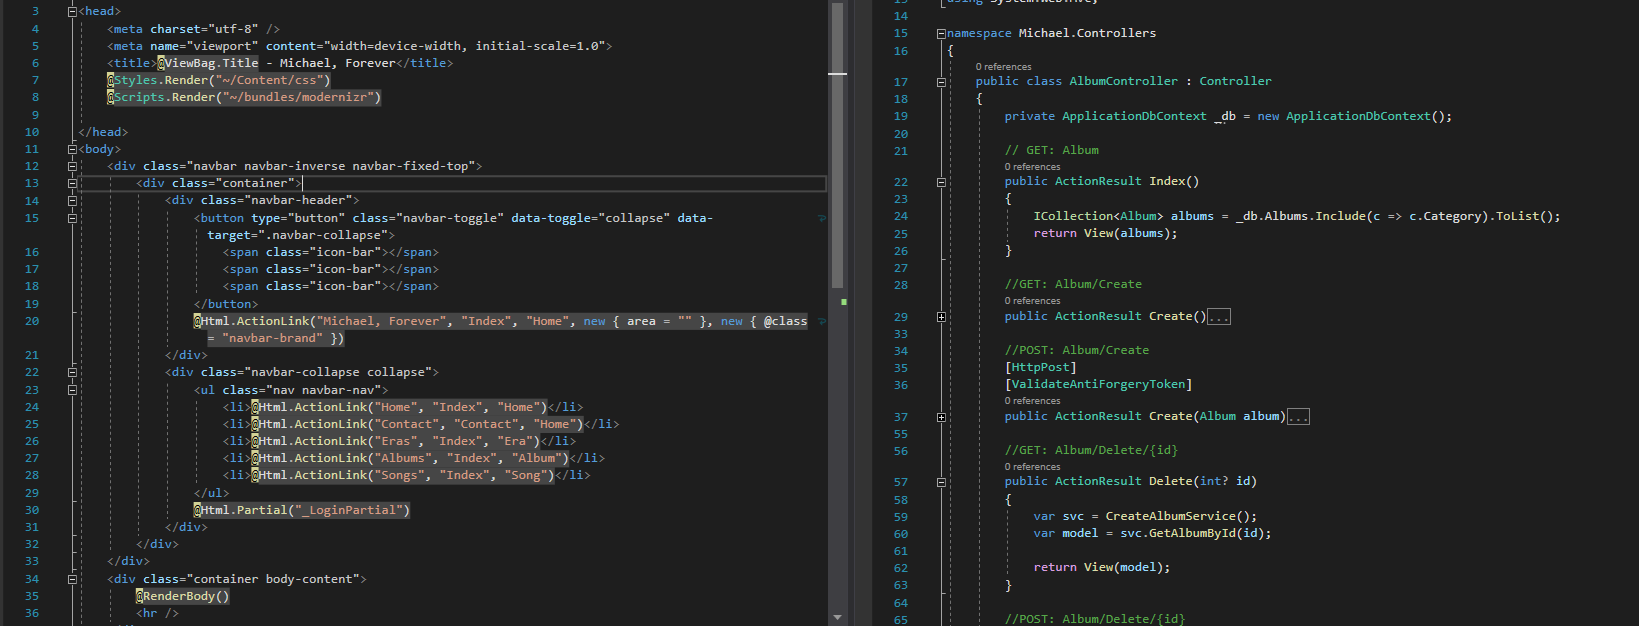 3 <head>
4 <meta charset="utf-8" />
5 <meta name="viewport" content="width=device-width, initial-scale=1.0">
6 <title>@ViewBag.Title - Michael, Forever</title>
7 @Styles.Render("~/Content/css")
8 @Scripts.Render("~/bundles/modernizr")
9
10 </head>
11 <body>
12 <div class="navbar navbar-inverse navbar-fixed-top">
13 <div class="container">
14 <div class="navbar-header">
15 <button type="button" class="navbar-toggle" data-toggle="collapse" data-
target=".navbar-collapse">
16 <span class="icon-bar"></span>
17 <span class="icon-bar"></span>
18 <span class="icon-bar"></span>
19 </button>
20 @Html.ActionLink("Michael, Forever", "Index", "Home", new { area = "" }, new { @class
= "navbar-brand" })
21 </div>
22 <div class="navbar-collapse collapse">
23 <ul class="nav navbar-nav">
24 <li>@Html.ActionLink("Home", "Index", "Home")</li>
25 <li>@Html.ActionLink("Contact", "Contact", "Home")</li>
26 <li>@Html.ActionLink("Eras", "Index", "Era")</li>
27 <li>@Html.ActionLink("Albums", "Index", "Album")</li>
28 <li>@Html.ActionLink("Songs", "Index", "Song")</li>
29 </ul>
30 @Html.Partial("_LoginPartial")
31 </div>
32 </div>
33 </div>
34 <div class="container body-content">
35 @RenderBody()
36 <hr />
14
15 namespace Michael.Controllers
16 {
0 references
17 public class AlbumController : Controller
18 {
19 private ApplicationDbContext _db = new ApplicationDbContext();
20
21 // GET: Album
0 references
22 public ActionResult Index()
23 {
24 ICollection<Album> albums = _db.Albums.Include(c => c.Category).ToList();
25 return View(albums);
26 }
27
28 //GET: Album/Create
0 references
29 public ActionResult Create()...
33
34 //POST: Album/Create
35 [HttpPost]
36 [ValidateAntiForgeryToken]
0 references
37 public ActionResult Create(Album album)...
55
56 //GET: Album/Delete/{id}
0 references
57 public ActionResult Delete(int? id)
58 {
59 var svc = CreateAlbumService();
60 var model = svc.GetAlbumById(id);
61
62 return View(model);
63 }
64
65 //POST: Album/Delete/{id}